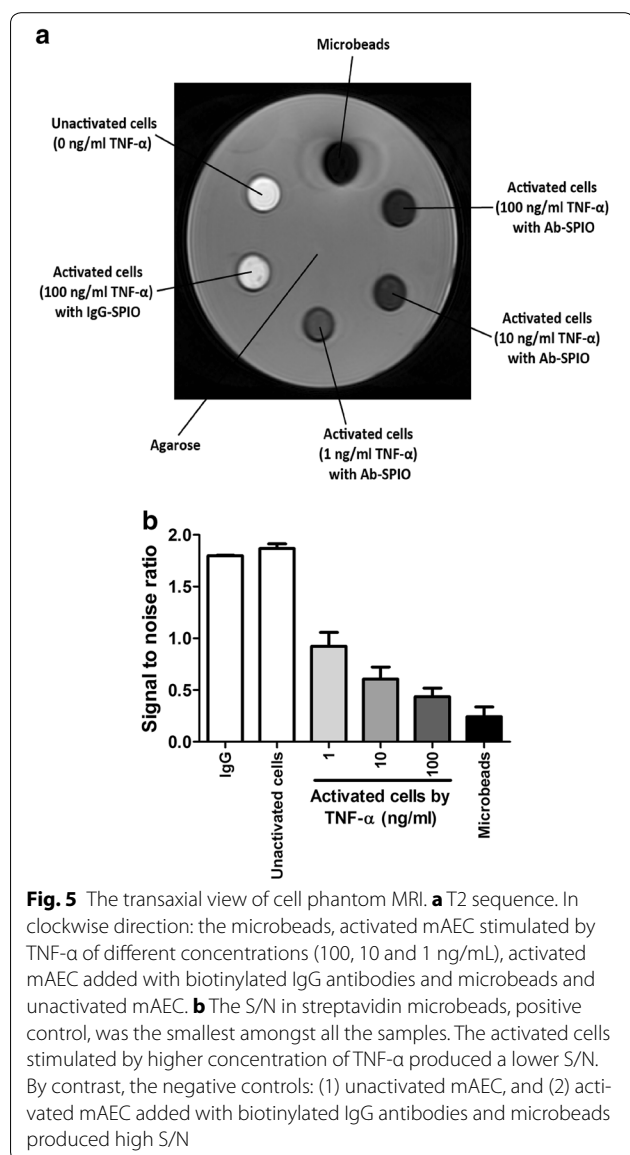 a
Microbeads
Unactivated cells
(0 ng/ml TNF-α)
Activated cells
(100 ng/ml TNF-α)
with Ab-SPIO
Activated cells
(100 ng/ml TNF-α)
with IgG-SPIO
Activated cells
(10 ng/ml TNF-α)
with Ab-SPIO
Agarose
Activated cells
(1 ng/ml TNF-α)
with Ab-SPIO
b
Signal to noise ratio
2.0
1.5
1.0
0.5
0.0
IgG
Unactivated cells
1
10
100
Microbeads
Activated cells by
TNF-α (ng/ml)
Fig. 5 The transaxial view of cell phantom MRI. a T2 sequence. In
clockwise direction: the microbeads, activated mAEC stimulated by
TNF-α of different concentrations (100, 10 and 1 ng/mL), activated
mAEC added with biotinylated IgG antibodies and microbeads and
unactivated mAEC. b The S/N in streptavidin microbeads, positive
control, was the smallest amongst all the samples. The activated cells
stimulated by higher concentration of TNF-α produced a lower S/N.
By contrast, the negative controls: (1) unactivated mAEC, and (2) acti-
vated mAEC added with biotinylated IgG antibodies and microbeads
produced high S/N